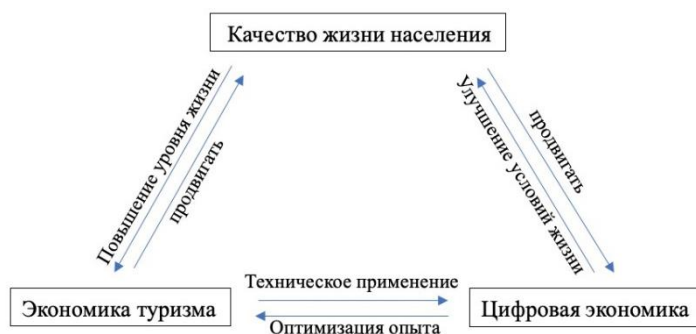 Качество жизни населения
Повышение уровня жизни
продвигать
Улучшение условий жизни
продвигать
Техническое применение
Экономика туризма
Цифровая экономика
Оптимизация опыта